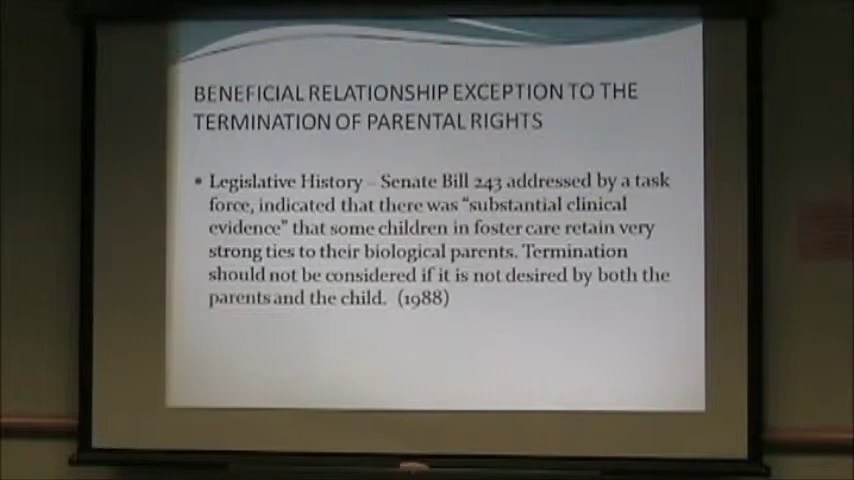 BENEFICIAL RELATIONSHIP EXCEPTION TO THE
TERMINATION OF PARENTAL RIGHTS
• Legislative History – Senate Bill 243 addressed by a task
force, indicated that there was “substantial clinical
evidence” that some children in foster care retain very
strong ties to their biological parents. Termination
should not be considered if it is not desired by both the
parents and the child. (1988)